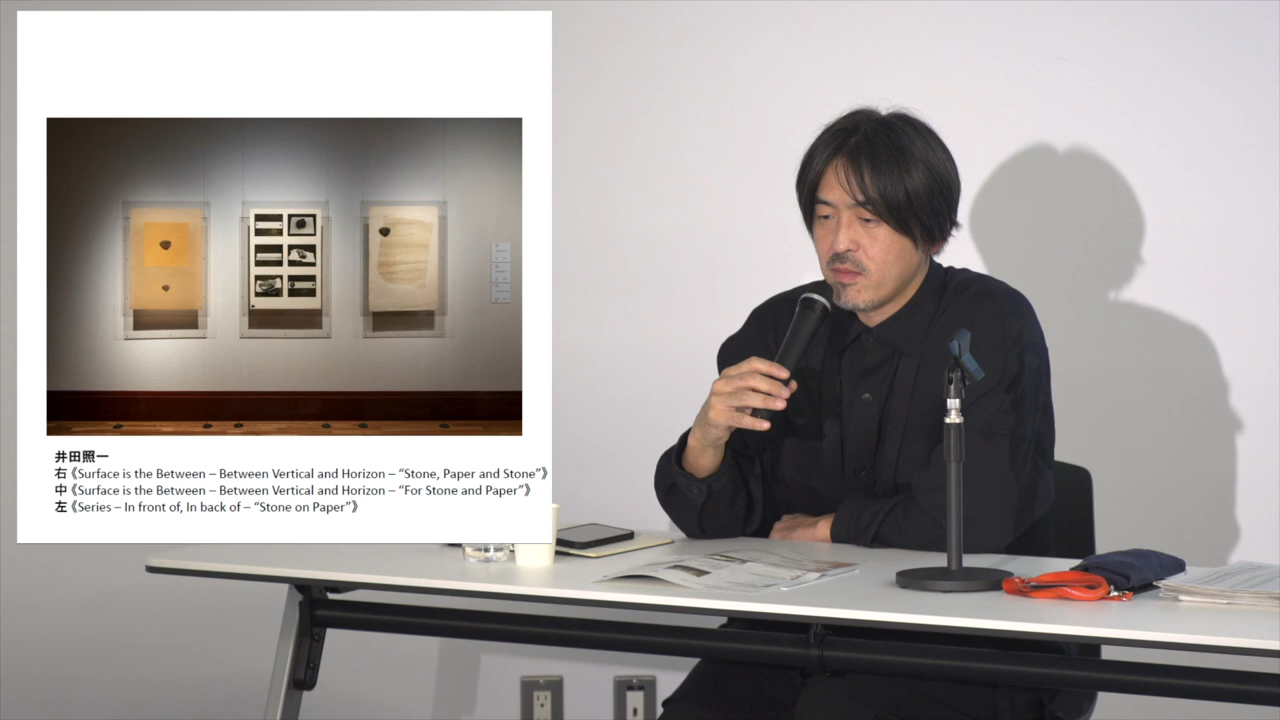 井田照一
右《Surface is the Between – Between Vertical and Horizon – “Stone, Paper and Stone”》
中《Surface is the Between – Between Vertical and Horizon – “For Stone and Paper”》
左《Series – In front of, In back of – “Stone on Paper”》